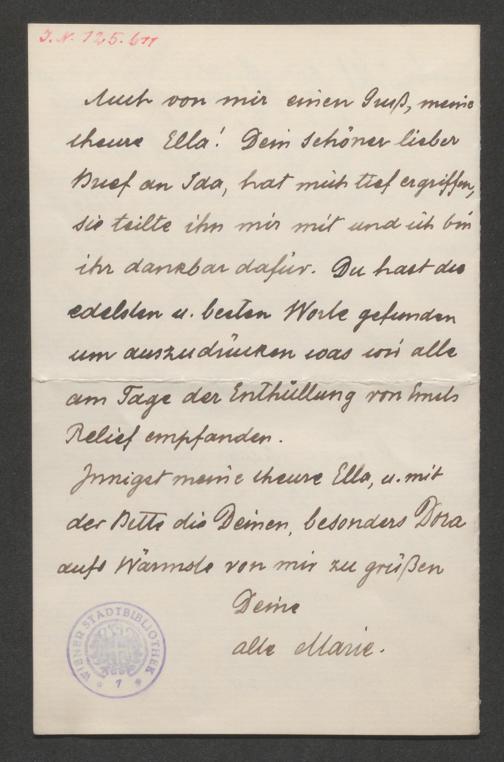 I.N. 125.611
Auch von mir einen Gruß, meine
theure Ella! Dein schöner lieber
Brief an Ida, hat mich tief ergriffen,
sie teilte ihn mir mit und ich bin
ihr dankbar dafür. Du hast die
edelsten u. besten Worte gefunden
um auszudrücken was wir alle
am Tage der Enthüllung von Emils
Relief empfanden.
Innigst meine theure Ella, u. mit
der Bitte die Deinen, besonders Dora
aufs Wärmste von mir zu grüßen
Deine
alte Marie.
WIENER STADTBIBLIOTHEK